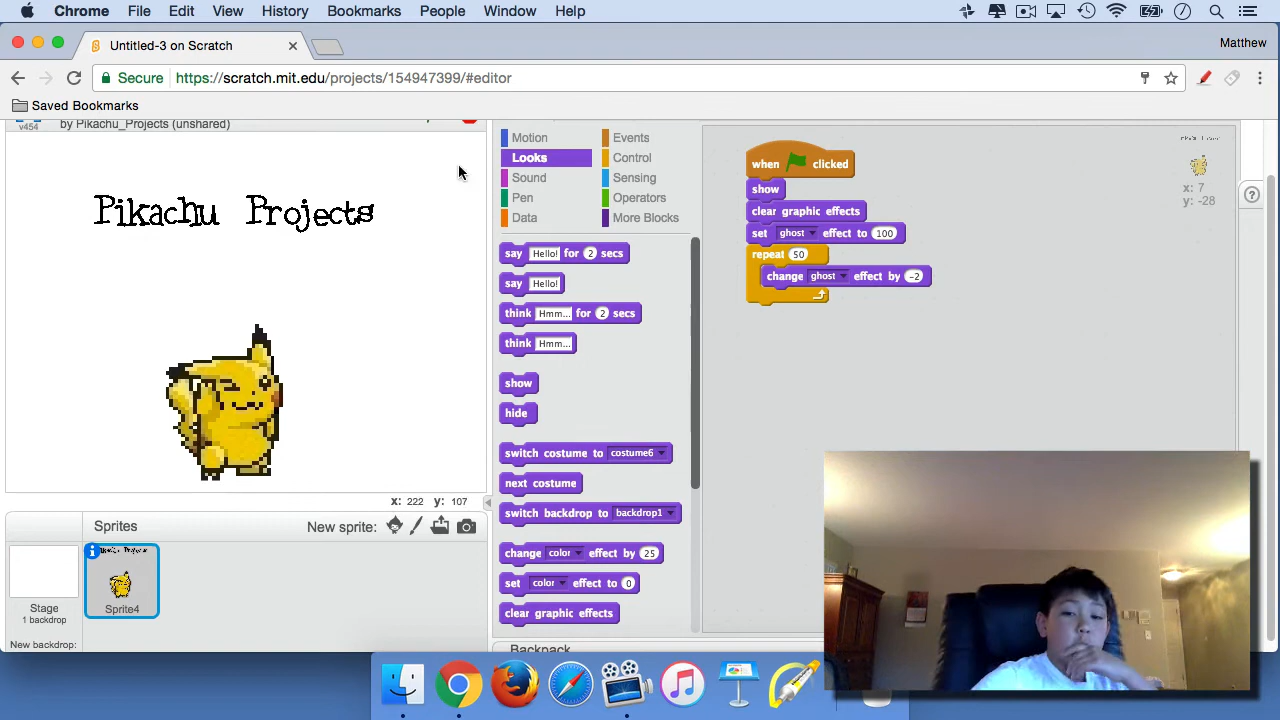 Chrome File Edit View History Bookmarks People Window Help
Untitled-3 on Scratch
Matthew
Secure https://scratch.mit.edu/projects/154947399/#editor
Saved Bookmarks
v454
by Pikachu_Projects (unshared)
Pikachu Projects
x: 222 y: 107
Sprites New sprite:
Stage
1 backdrop
New backdrop:
Sprite4
Motion Events
Looks Control
Sound Sensing
Pen Operators
Data More Blocks
say Hello! for 2 secs
say Hello!
think Hmm... for 2 secs
think Hmm...
show
hide
switch costume to costume6
next costume
switch backdrop to backdrop1
change color effect by 25
set color effect to 0
clear graphic effects
when clicked
show
clear graphic effects
set ghost effect to 100
repeat 50
change ghost effect by -2
x: 7
y: -28
Backpack